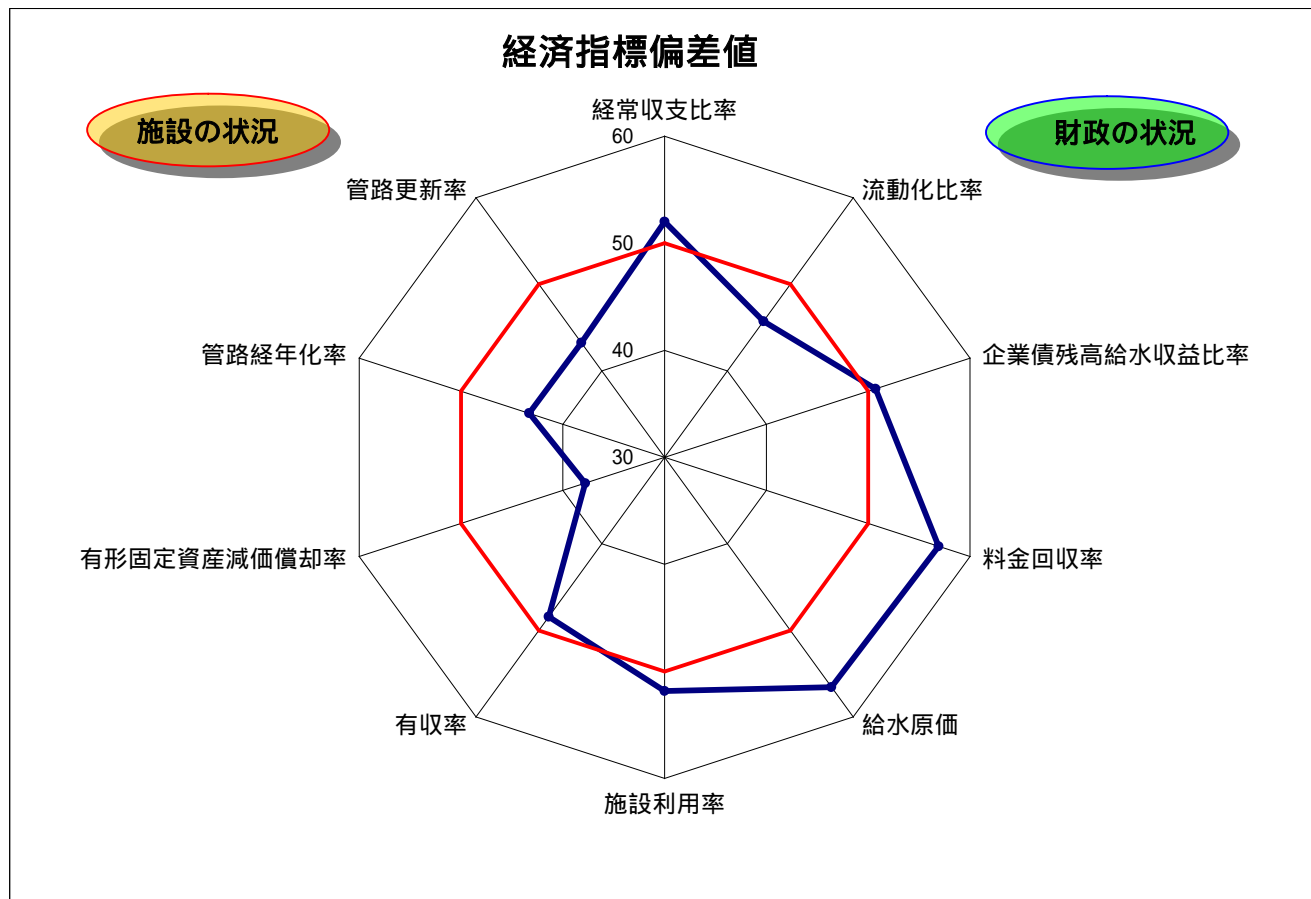 経済指標偏差値
施設の状況
財政の状況
経常収支比率
60
管路更新率
流動化比率
50
管路経年化率
40
企業債残高給水収益比率
30
有形固定資産減価償却率
料金回収率
有収率
給水原価
施設利用率